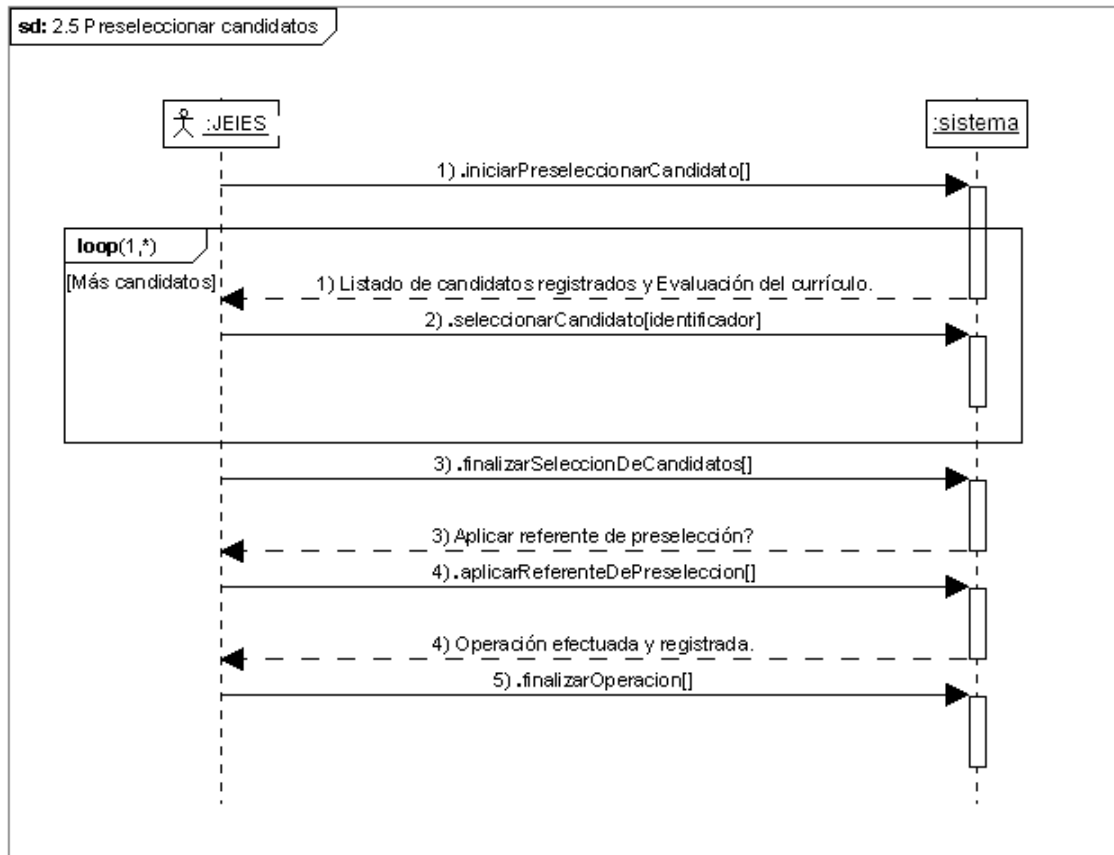 sd: 2.5 Preseleccionar candidatos
:JEIES
:sistema
1) .iniciarPreseleccionarCandidato[]
loop(1,*)
[Más candidatos]
1) Listado de candidatos registrados y Evaluación del currículo.
2) .seleccionarCandidato[identificador]
3) .finalizarSeleccionDeCandidatos[]
3) Aplicar referente de preselección?
4) .aplicarReferenteDePreseleccion[]
4) Operación efectuada y registrada.
5) .finalizarOperacion[]